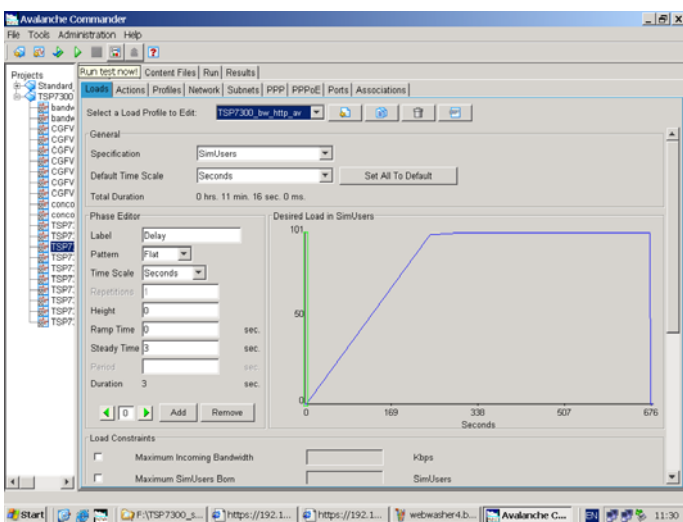 Avalanche Commander
File Tools Administration Help
Projects
Standard_
TSP7300
bandw
bandw
CGFV
CGFV
CGFV
CGFV
CGFV
CGFV
CGFV
conco
conco
TSP7
TSP7
TSP7
TSP7
TSP7
TSP7
TSP7
TSP7
TSP7
TSP7
Run test now! Content Files Run Results
Loads Actions Profiles Network Subnets PPP PPPoE Ports Associations
Select a Load Profile to Edit: TSP7300_bw_http_av
General
Specification SimUsers
Default Time Scale Seconds Set All To Default
Total Duration 0 hrs. 11 min. 16 sec. 0 ms.
Phase Editor
Label Delay
Pattern Flat
Time Scale Seconds
Repetitions 1
Height 0
Ramp Time 0 sec.
Steady Time 3 sec.
Period sec.
Duration 3 sec.
0 Add Remove
Desired Load in SimUsers
101
50
0
0 169 338 507 676
Seconds
Load Constraints
Maximum Incoming Bandwidth Kbps
Maximum SimUsers Born SimUsers
Start F:\TSP7300_s... https://192.1... https://192.1... webwasher4.b... Avalanche C... EN 11:30